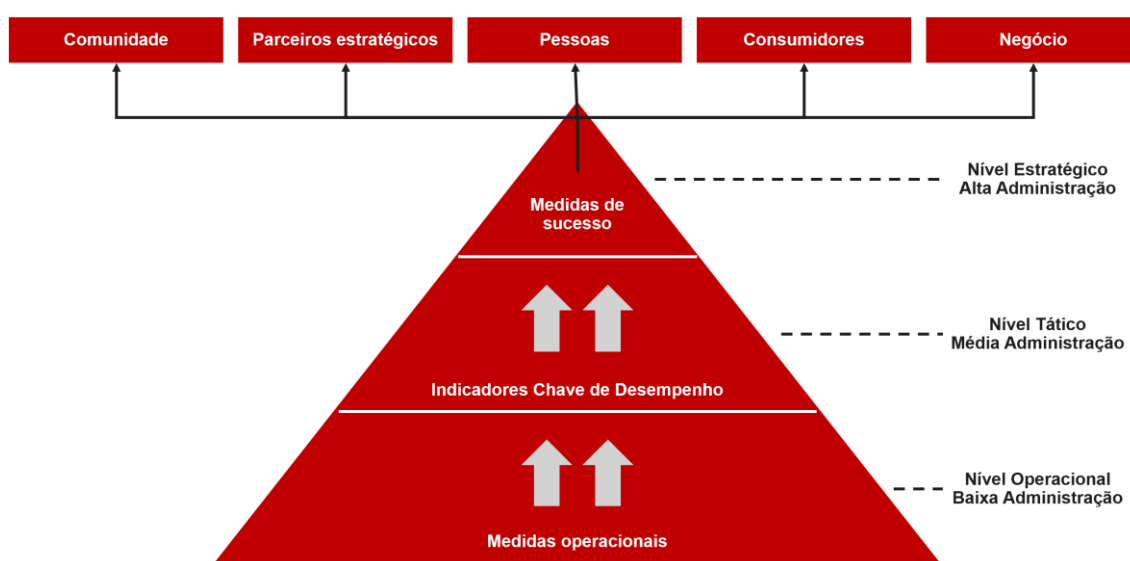 Comunidade
Parceiros estratégicos
Pessoas
Consumidores
Negócio
Nível Estratégico
Alta Administração
Medidas de
sucesso
Nível Tático
Média Administração
Indicadores Chave de Desempenho
Nível Operacional
Baixa Administração
Medidas operacionais